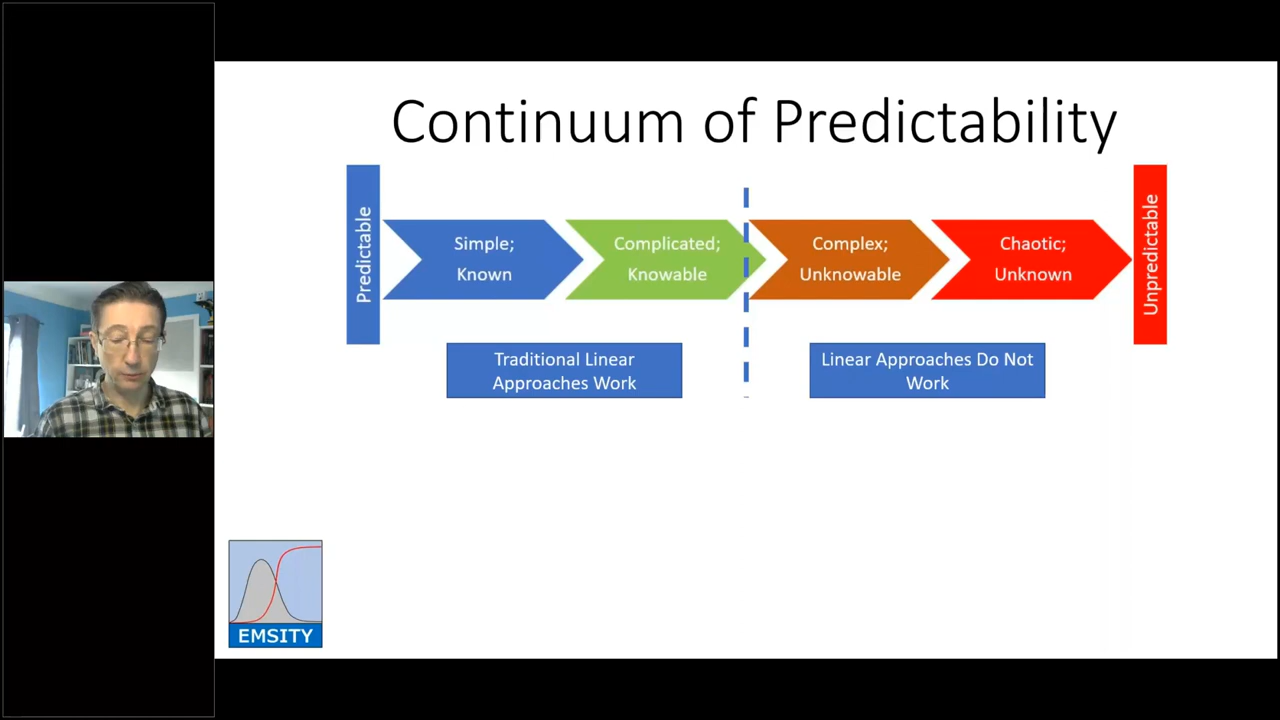 Continuum of Predictability
Predictable
Simple;
Known
Complicated;
Knowable
Complex;
Unknowable
Chaotic;
Unknown
Unpredictable
Traditional Linear
Approaches Work
Linear Approaches Do Not
Work
EMSITY